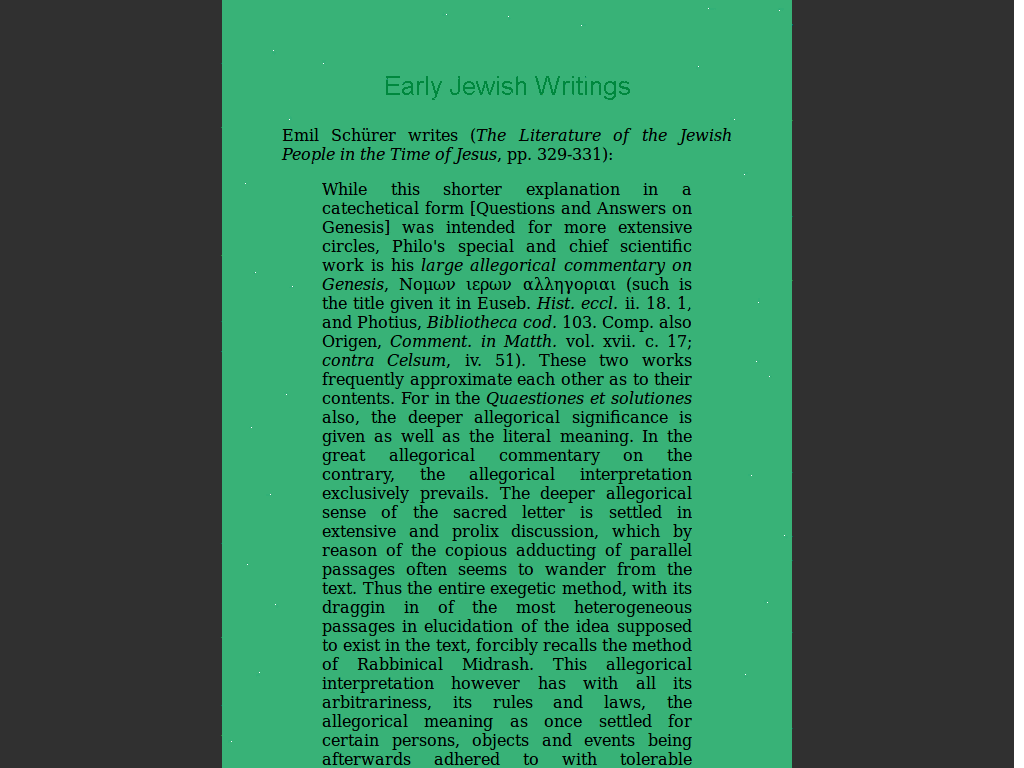 Early Jewish Writings
Emil Schürer writes (The Literature of the Jewish
People in the Time of Jesus, pp. 329-331):
While this shorter explanation in a
catechetical form [Questions and Answers on
Genesis] was intended for more extensive
circles, Philo's special and chief scientific
work is his large allegorical commentary on
Genesis, Νομων ιερων αλληγοριαι (such is
the title given it in Euseb. Hist. eccl. ii. 18. 1,
and Photius, Bibliotheca cod. 103. Comp. also
Origen, Comment. in Matth. vol. xvii. c. 17;
contra Celsum, iv. 51). These two works
frequently approximate each other as to their
contents. For in the Quaestiones et solutiones
also, the deeper allegorical significance is
given as well as the literal meaning. In the
great allegorical commentary on the
contrary, the allegorical interpretation
exclusively prevails. The deeper allegorical
sense of the sacred letter is settled in
extensive and prolix discussion, which by
reason of the copious adducting of parallel
passages often seems to wander from the
text. Thus the entire exegetic method, with its
draggin in of the most heterogeneous
passages in elucidation of the idea supposed
to exist in the text, forcibly recalls the method
of Rabbinical Midrash. This allegorical
interpretation however has with all its
arbitrariness, its rules and laws, the
allegorical meaning as once settled for
certain persons, objects and events being
afterwards adhered to with tolerable